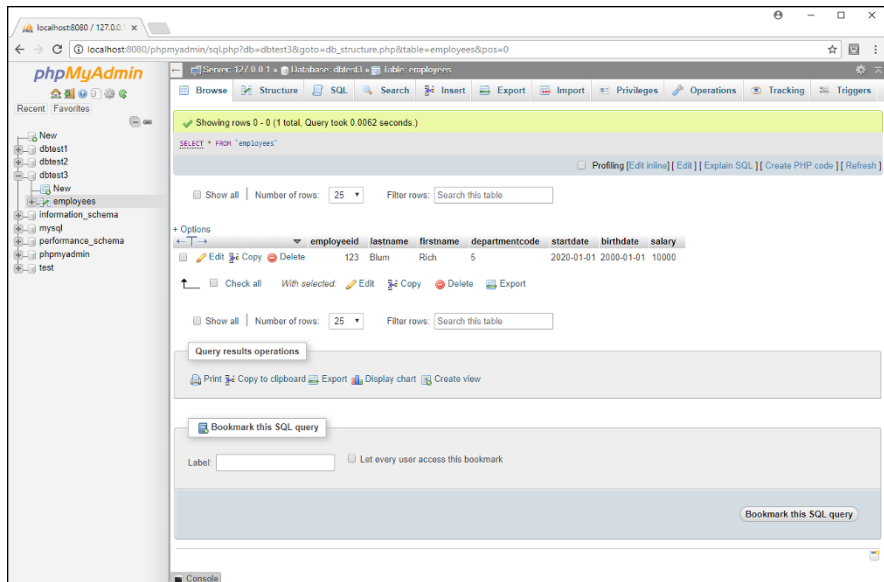 localhost:8080 / 127.0.0.1
localhost:8080/phpmyadmin/sql.php?db=dbtest3&goto=db_structure.php&table=employees&pos=0
phpMyAdmin
Recent Favorites
New
dbtest1
dbtest2
dbtest3
New
employees
information_schema
mysql
performance_schema
phpmyadmin
test
Server: 127.0.0.1 » Database: dbtest3 » Table: employees
Browse Structure SQL Search Insert Export Import Privileges Operations Tracking Triggers
Showing rows 0 - 0 (1 total, Query took 0.0062 seconds.)
SELECT * FROM `employees`
Profiling [Edit inline] [ Edit ] [ Explain SQL ] [ Create PHP code ] [ Refresh ]
Show all Number of rows: 25 Filter rows: Search this table
+ Options
employeeid lastname firstname departmentcode startdate birthdate salary
Edit Copy Delete 123 Blum Rich 5 2020-01-01 2000-01-01 10000
Check all With selected: Edit Copy Delete Export
Show all Number of rows: 25 Filter rows: Search this table
Query results operations
Print Copy to clipboard Export Display chart Create view
Bookmark this SQL query
Label: Let every user access this bookmark
Bookmark this SQL query
Console